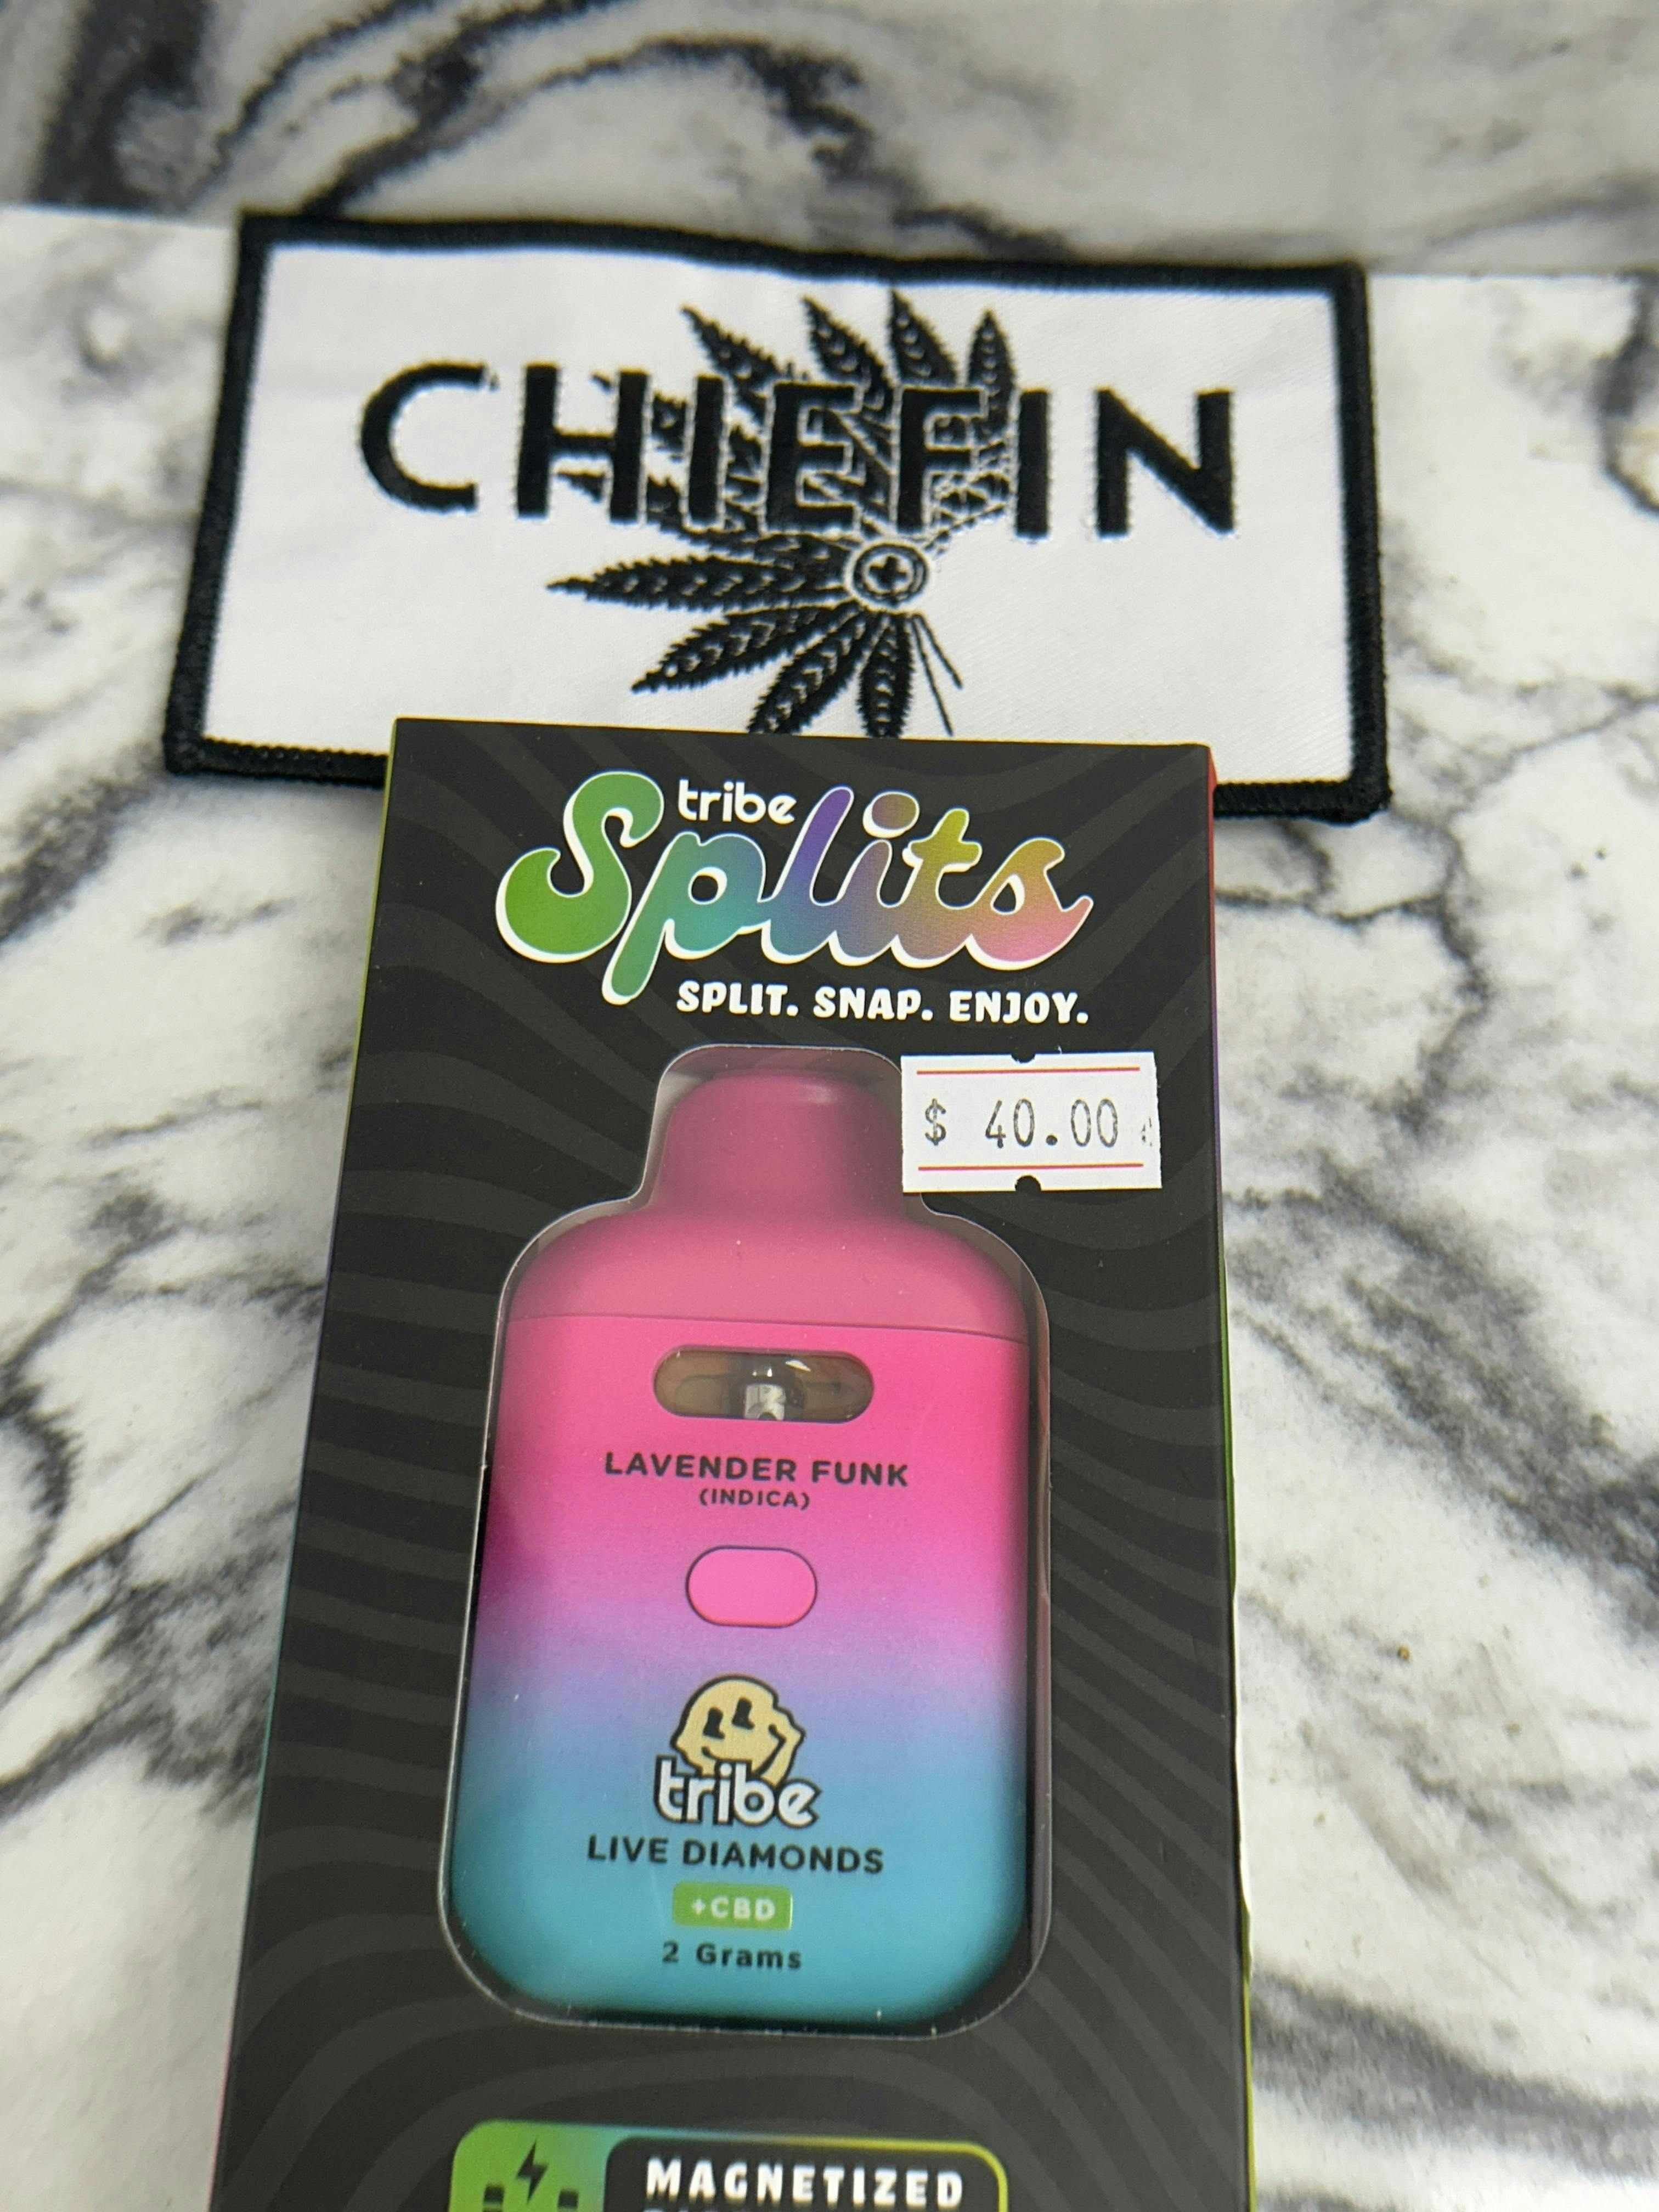 CHIEFIN
tribe
Splits
SPLIT. SNAP. ENJOY.
$ 40.00
LAVENDER FUNK
(INDICA)
tribe
LIVE DIAMONDS
+CBD
2 Grams
MAGNETIZED